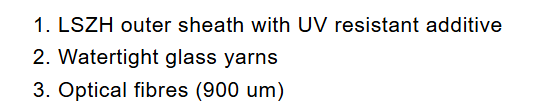 1. LSZH outer sheath with UV resistant additive
2. Watertight glass yarns
3. Optical fibres (900 um)